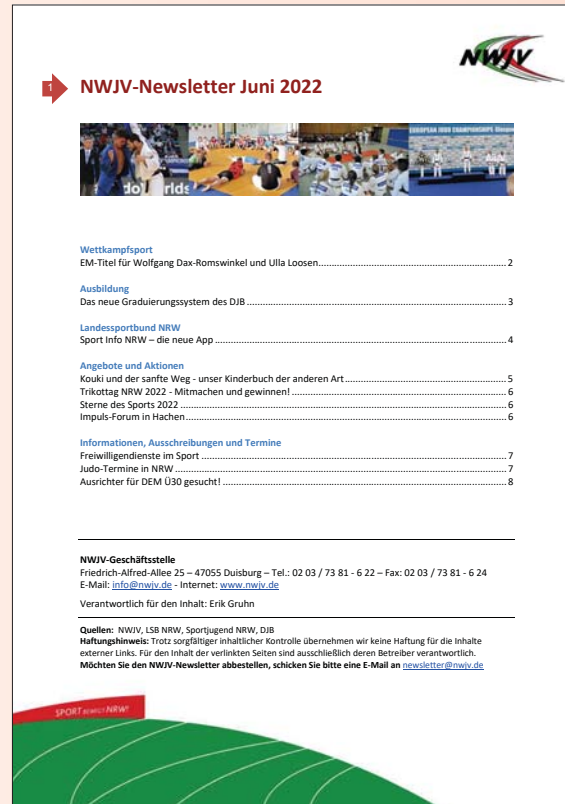 NWJV
1
NWJV-Newsletter Juni 2022
do Worlds
EUROPEAN JUDO CHAMPIONSHIPS
Wettkampfsport
EM-Titel für Wolfgang Dax-Romswinkel und Ulla Loosen 2
Ausbildung
Das neue Graduierungssystem des DJB 3
Landessportbund NRW
Sport Info NRW – die neue App 4
Angebote und Aktionen
Kouki und der sanfte Weg - unser Kinderbuch der anderen Art 5
Trikottag NRW 2022 - Mitmachen und gewinnen! 6
Sterne des Sports 2022 6
Impuls-Forum in Hachen 6
Informationen, Ausschreibungen und Termine
Freiwilligendienste im Sport 7
Judo-Termine in NRW 7
Ausrichter für DEM Ü30 gesucht! 8
NWJV-Geschäftsstelle
Friedrich-Alfred-Allee 25 – 47055 Duisburg – Tel.: 02 03 / 73 81 - 6 22 – Fax: 02 03 / 73 81 - 6 24
E-Mail: info@nwjv.de - Internet: www.nwjv.de
Verantwortlich für den Inhalt: Erik Gruhn
Quellen: NWJV, LSB NRW, Sportjugend NRW, DJB
Haftungshinweis: Trotz sorgfältiger inhaltlicher Kontrolle übernehmen wir keine Haftung für die Inhalte
externer Links. Für den Inhalt der verlinkten Seiten sind ausschließlich deren Betreiber verantwortlich.
Möchten Sie den NWJV-Newsletter abbestellen, schicken Sie bitte eine E-Mail an newsletter@nwjv.de
SPORT BEWEGT NRW!